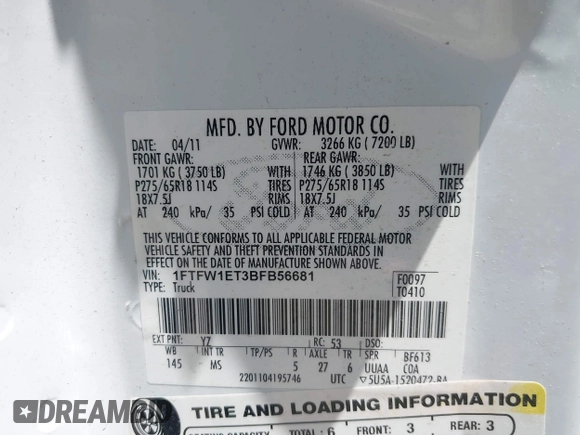 MFD. BY FORD MOTOR CO.
DATE: 04/11 GVWR: 3266 KG ( 7200 LB)
FRONT GAWR: REAR GAWR:
1701 KG ( 3750 LB) WITH 1746 KG ( 3850 LB) WITH
P275/65R18 114S TIRES P275/65R18 114S TIRES
18X7.5J RIMS 18X7.5J RIMS
AT 240 kPa/ 35 PSI COLD AT 240 kPa/ 35 PSI COLD
THIS VEHICLE CONFORMS TO ALL APPLICABLE FEDERAL MOTOR
VEHICLE SAFETY AND THEFT PREVENTION STANDARDS IN
EFFECT ON THE DATE OF MANUFACTURE SHOWN ABOVE.
VIN: 1FTFW1ET3BFB56681 F0097
TYPE: Truck T0410
EXT PNT: YZ RC: 53 DSO:
WB INT TR TP/PS R AXLE TR SPR BF613
145 MS 5 27 6 UUAA COA
2201104195746 UTC 5U5A-1520472-BA
TIRE AND LOADING INFORMATION
SEATING CAPACITY TOTAL: 6 FRONT: 3 REAR: 3
DREAM